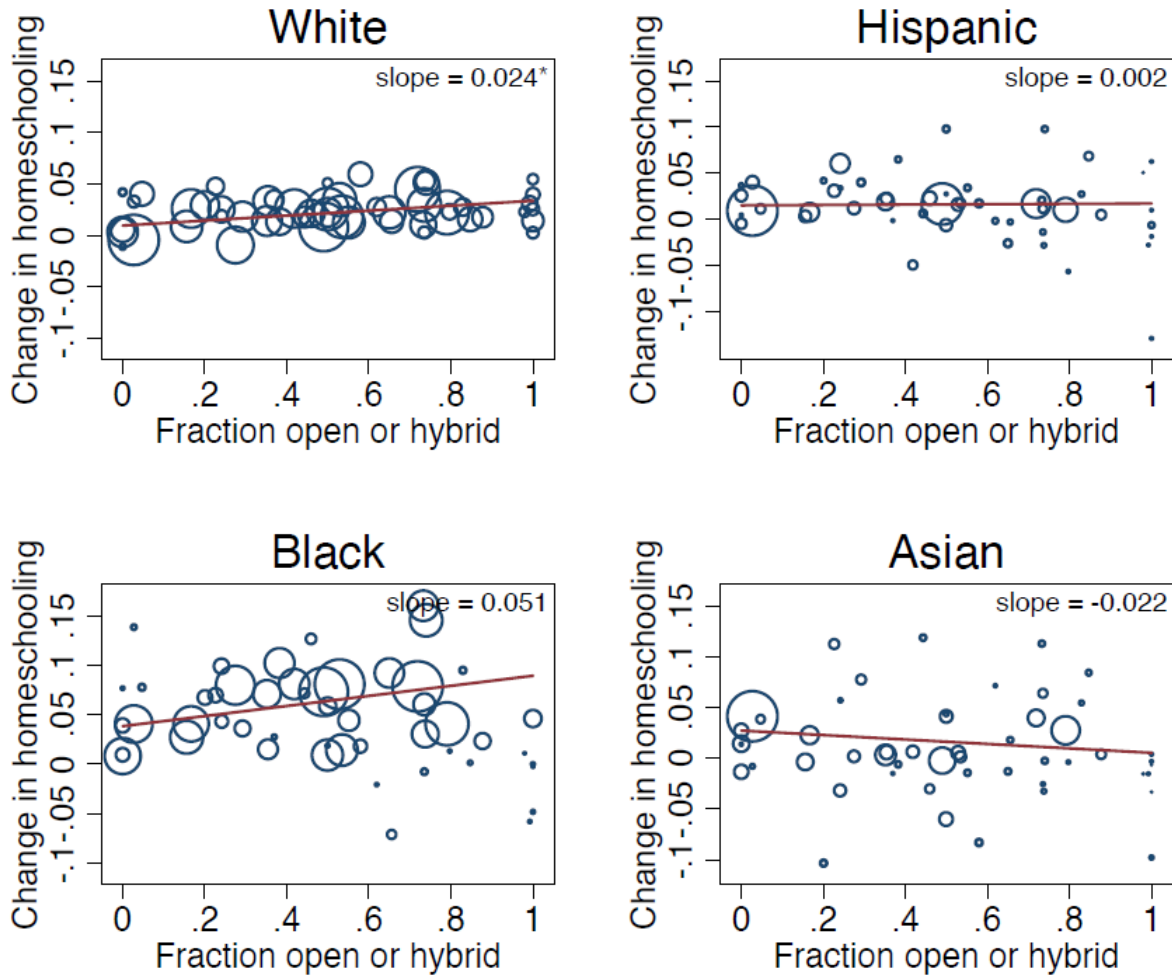 White
Change in homeschooling
-.1 -.05 0 .05 .1 .15
slope = 0.024*
0 .2 .4 .6 .8 1
Fraction open or hybrid
Hispanic
Change in homeschooling
-.1 -.05 0 .05 .1 .15
slope = 0.002
0 .2 .4 .6 .8 1
Fraction open or hybrid
Black
Change in homeschooling
-.1 -.05 0 .05 .1 .15
slope = 0.051
0 .2 .4 .6 .8 1
Fraction open or hybrid
Asian
Change in homeschooling
-.1 -.05 0 .05 .1 .15
slope = -0.022
0 .2 .4 .6 .8 1
Fraction open or hybrid